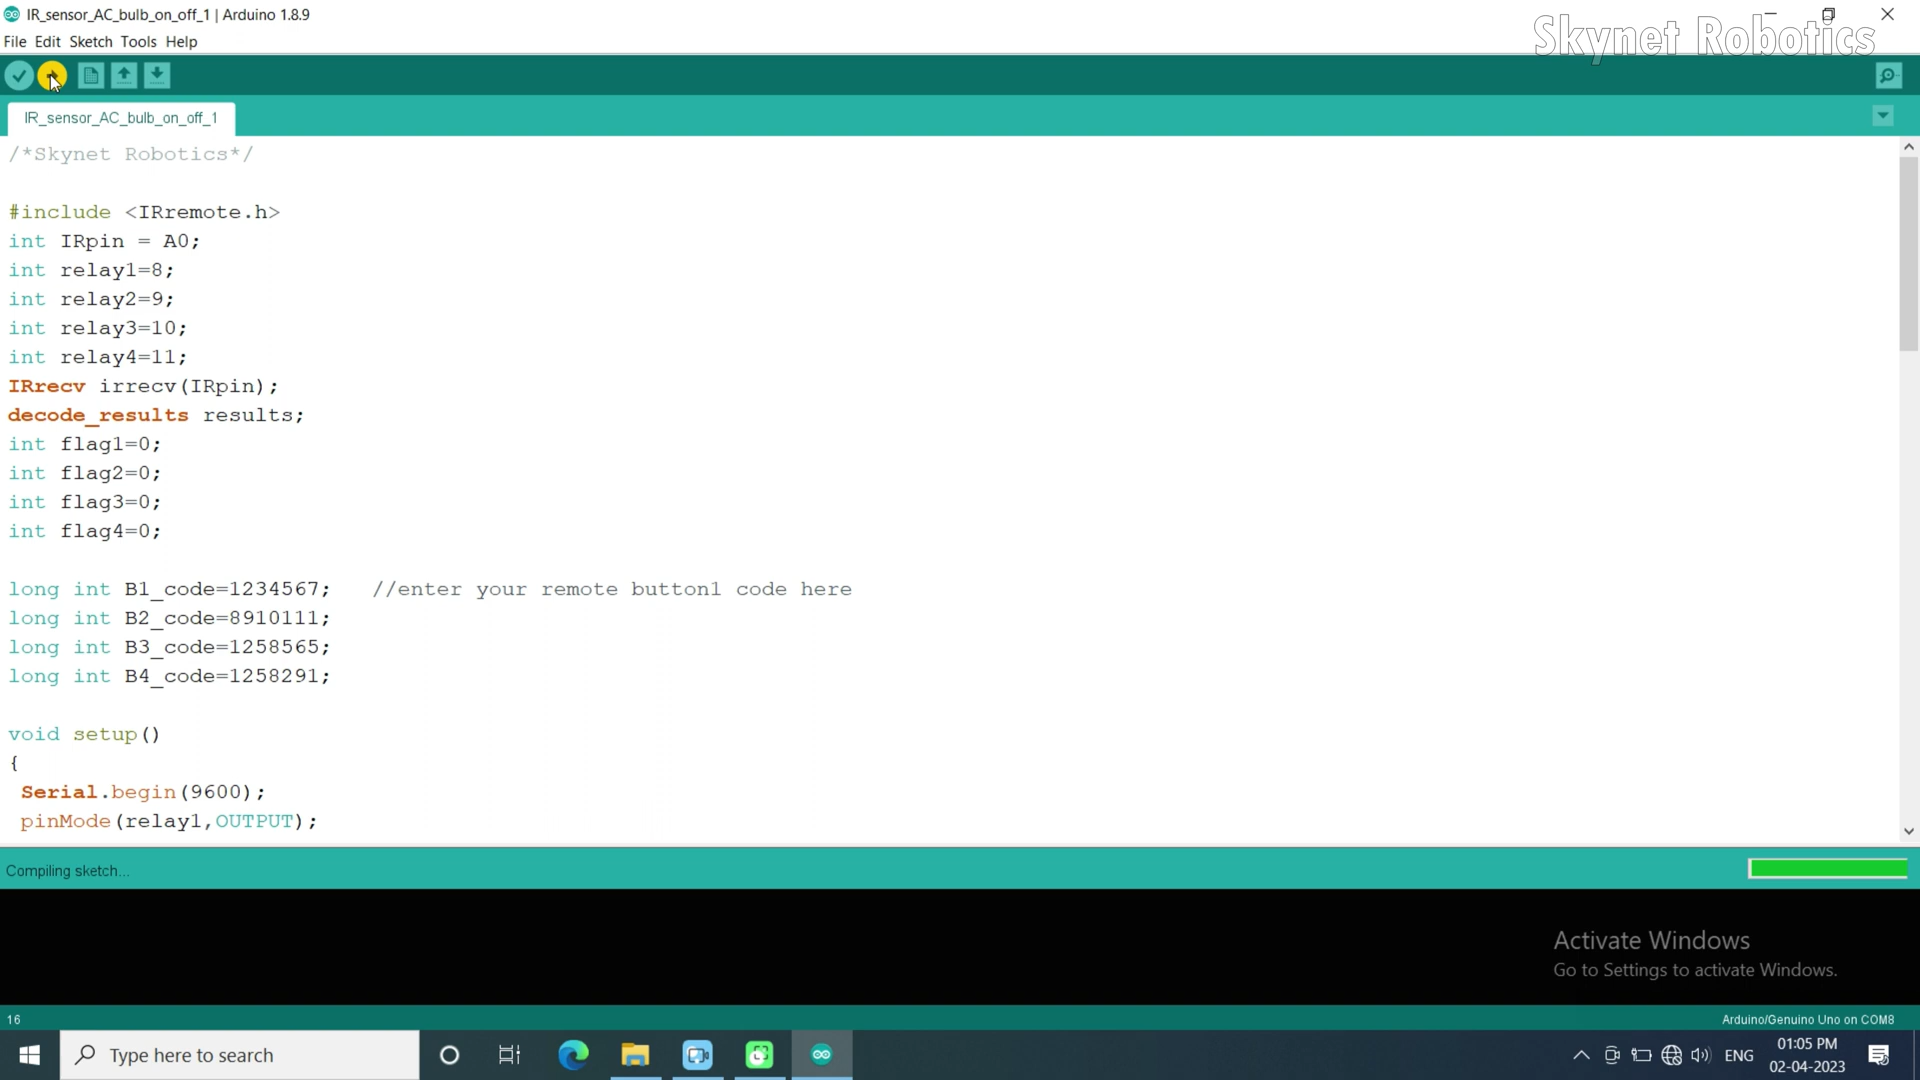 IR_sensor_AC_bulb_on_off_1 | Arduino 1.8.9
Skynet Robotics
File Edit Sketch Tools Help
IR_sensor_AC_bulb_on_off_1
/*Skynet Robotics*/
#include <IRremote.h>
int IRpin = A0;
int relay1=8;
int relay2=9;
int relay3=10;
int relay4=11;
IRrecv irrecv(IRpin);
decode_results results;
int flag1=0;
int flag2=0;
int flag3=0;
int flag4=0;
long int B1_code=1234567; //enter your remote button1 code here
long int B2_code=8910111;
long int B3_code=1258565;
long int B4_code=1258291;
void setup()
{
Serial.begin(9600);
pinMode(relay1,OUTPUT);
Compiling sketch...
Activate Windows
Go to Settings to activate Windows.
16
Arduino/Genuino Uno on COM8
Type here to search
ENG
01:05 PM
02-04-2023